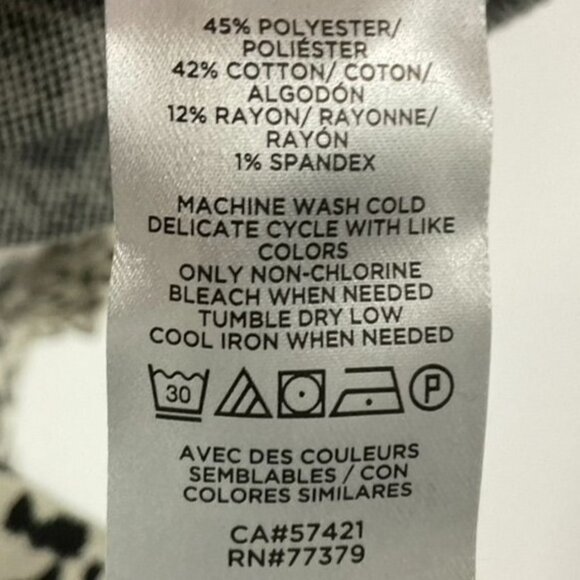 45% POLYESTER/
POLIÉSTER
42% COTTON/ COTON/
ALGODÓN
12% RAYON/ RAYONNE/
RAYÓN
1% SPANDEX
MACHINE WASH COLD
DELICATE CYCLE WITH LIKE
COLORS
ONLY NON-CHLORINE
BLEACH WHEN NEEDED
TUMBLE DRY LOW
COOL IRON WHEN NEEDED
30 P
AVEC DES COULEURS
SEMBLABLES / CON
COLORES SIMILARES
CA#57421
RN#77379